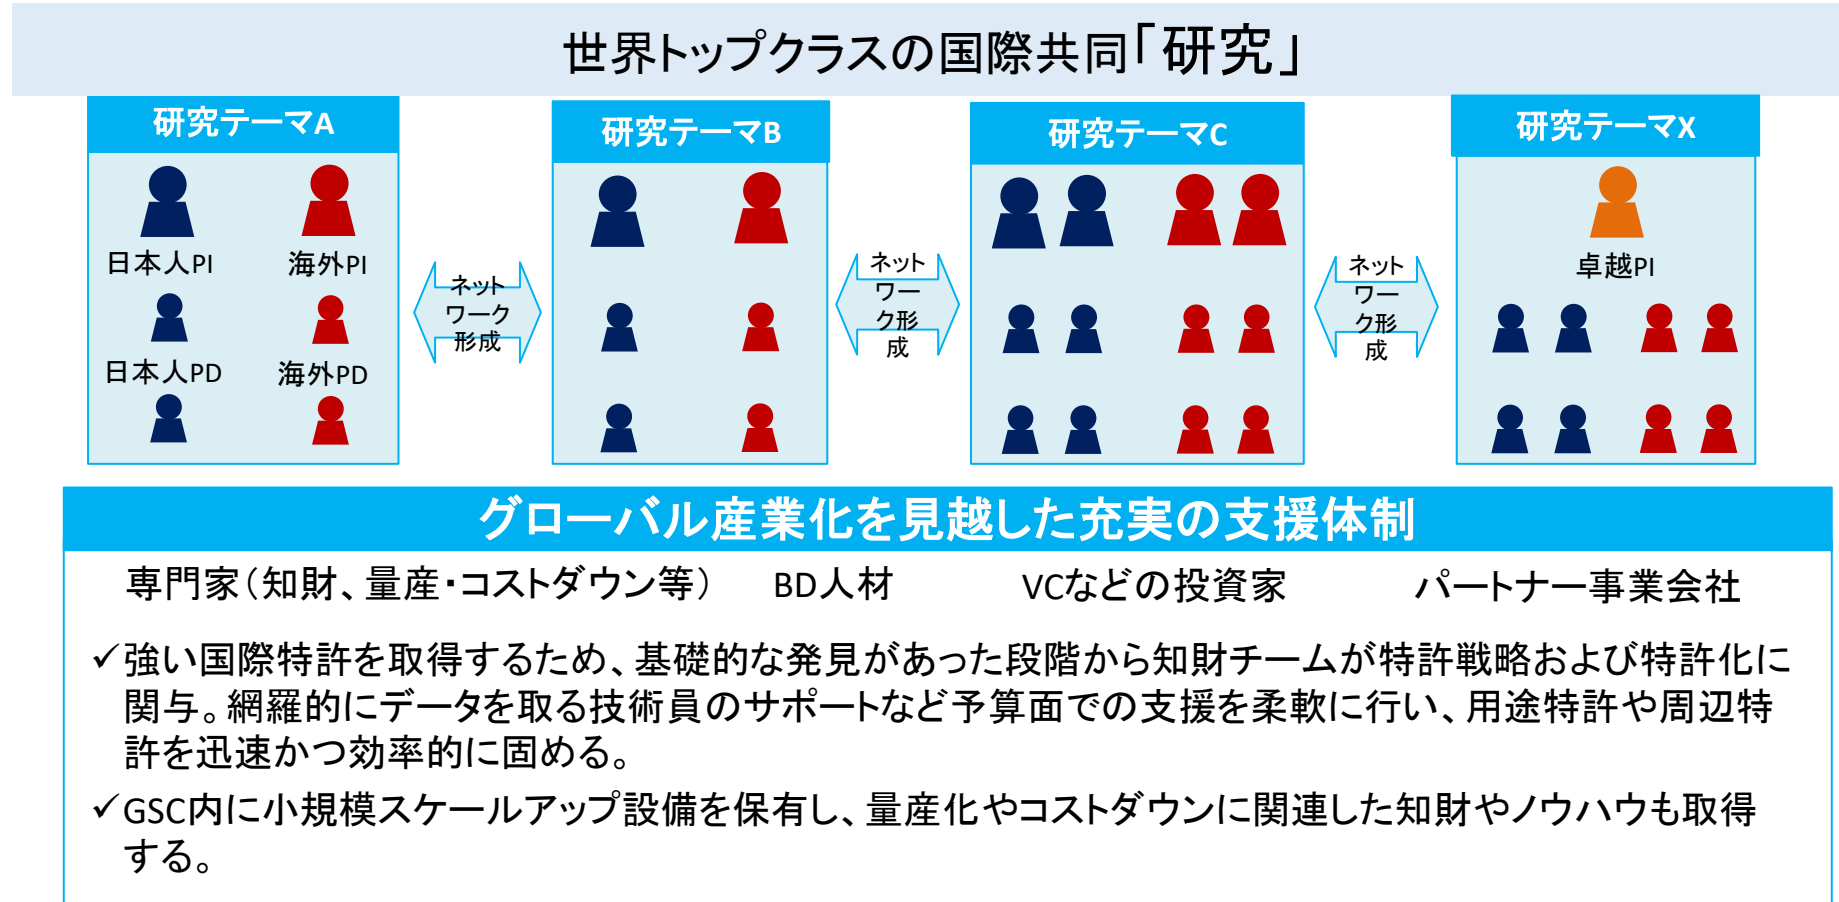 世界トップクラスの国際共同「研究」
研究テーマA
研究テーマB
研究テーマC
研究テーマX
日本人PI
海外PI
日本人PD
海外PD
ネット
ワーク
形成
ネット
ワー
ク形
成
ネット
ワー
ク形
成
卓越PI
グローバル産業化を見越した充実の支援体制
専門家（知財、量産・コストダウン等）
BD人材
VCなどの投資家
パートナー事業会社
✓強い国際特許を取得するため、基礎的な発見があった段階から知財チームが特許戦略および特許化に
関与。網羅的にデータを取る技術員のサポートなど予算面での支援を柔軟に行い、用途特許や周辺特
許を迅速かつ効率的に固める。
✓GSC内に小規模スケールアップ設備を保有し、量産化やコストダウンに関連した知財やノウハウも取得
する。